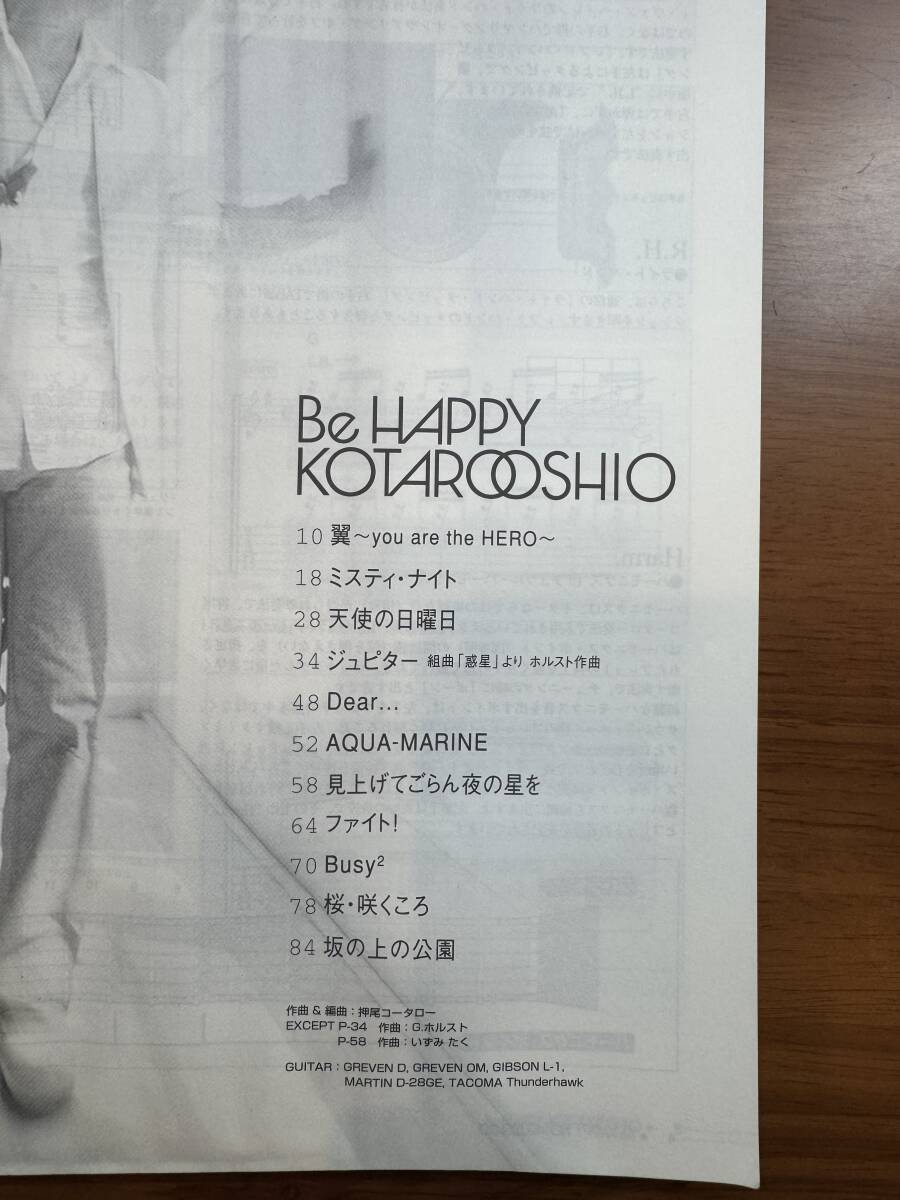 Be HAPPY
KOTARO OSHIO
10 翼～you are the HERO～
18 ミスティ・ナイト
28 天使の日曜日
34 ジュピター 組曲「惑星」より ホルスト作曲
48 Dear...
52 AQUA-MARINE
58 見上げてごらん夜の星を
64 ファイト!
70 Busy²
78 桜・咲くころ
84 坂の上の公園
作曲 & 編曲：押尾コータロー
EXCEPT P-34 作曲：G.ホルスト
P-58 作曲：いずみ たく
GUITAR：GREVEN D, GREVEN OM, GIBSON L-1,
MARTIN D-28GE, TACOMA Thunderhawk